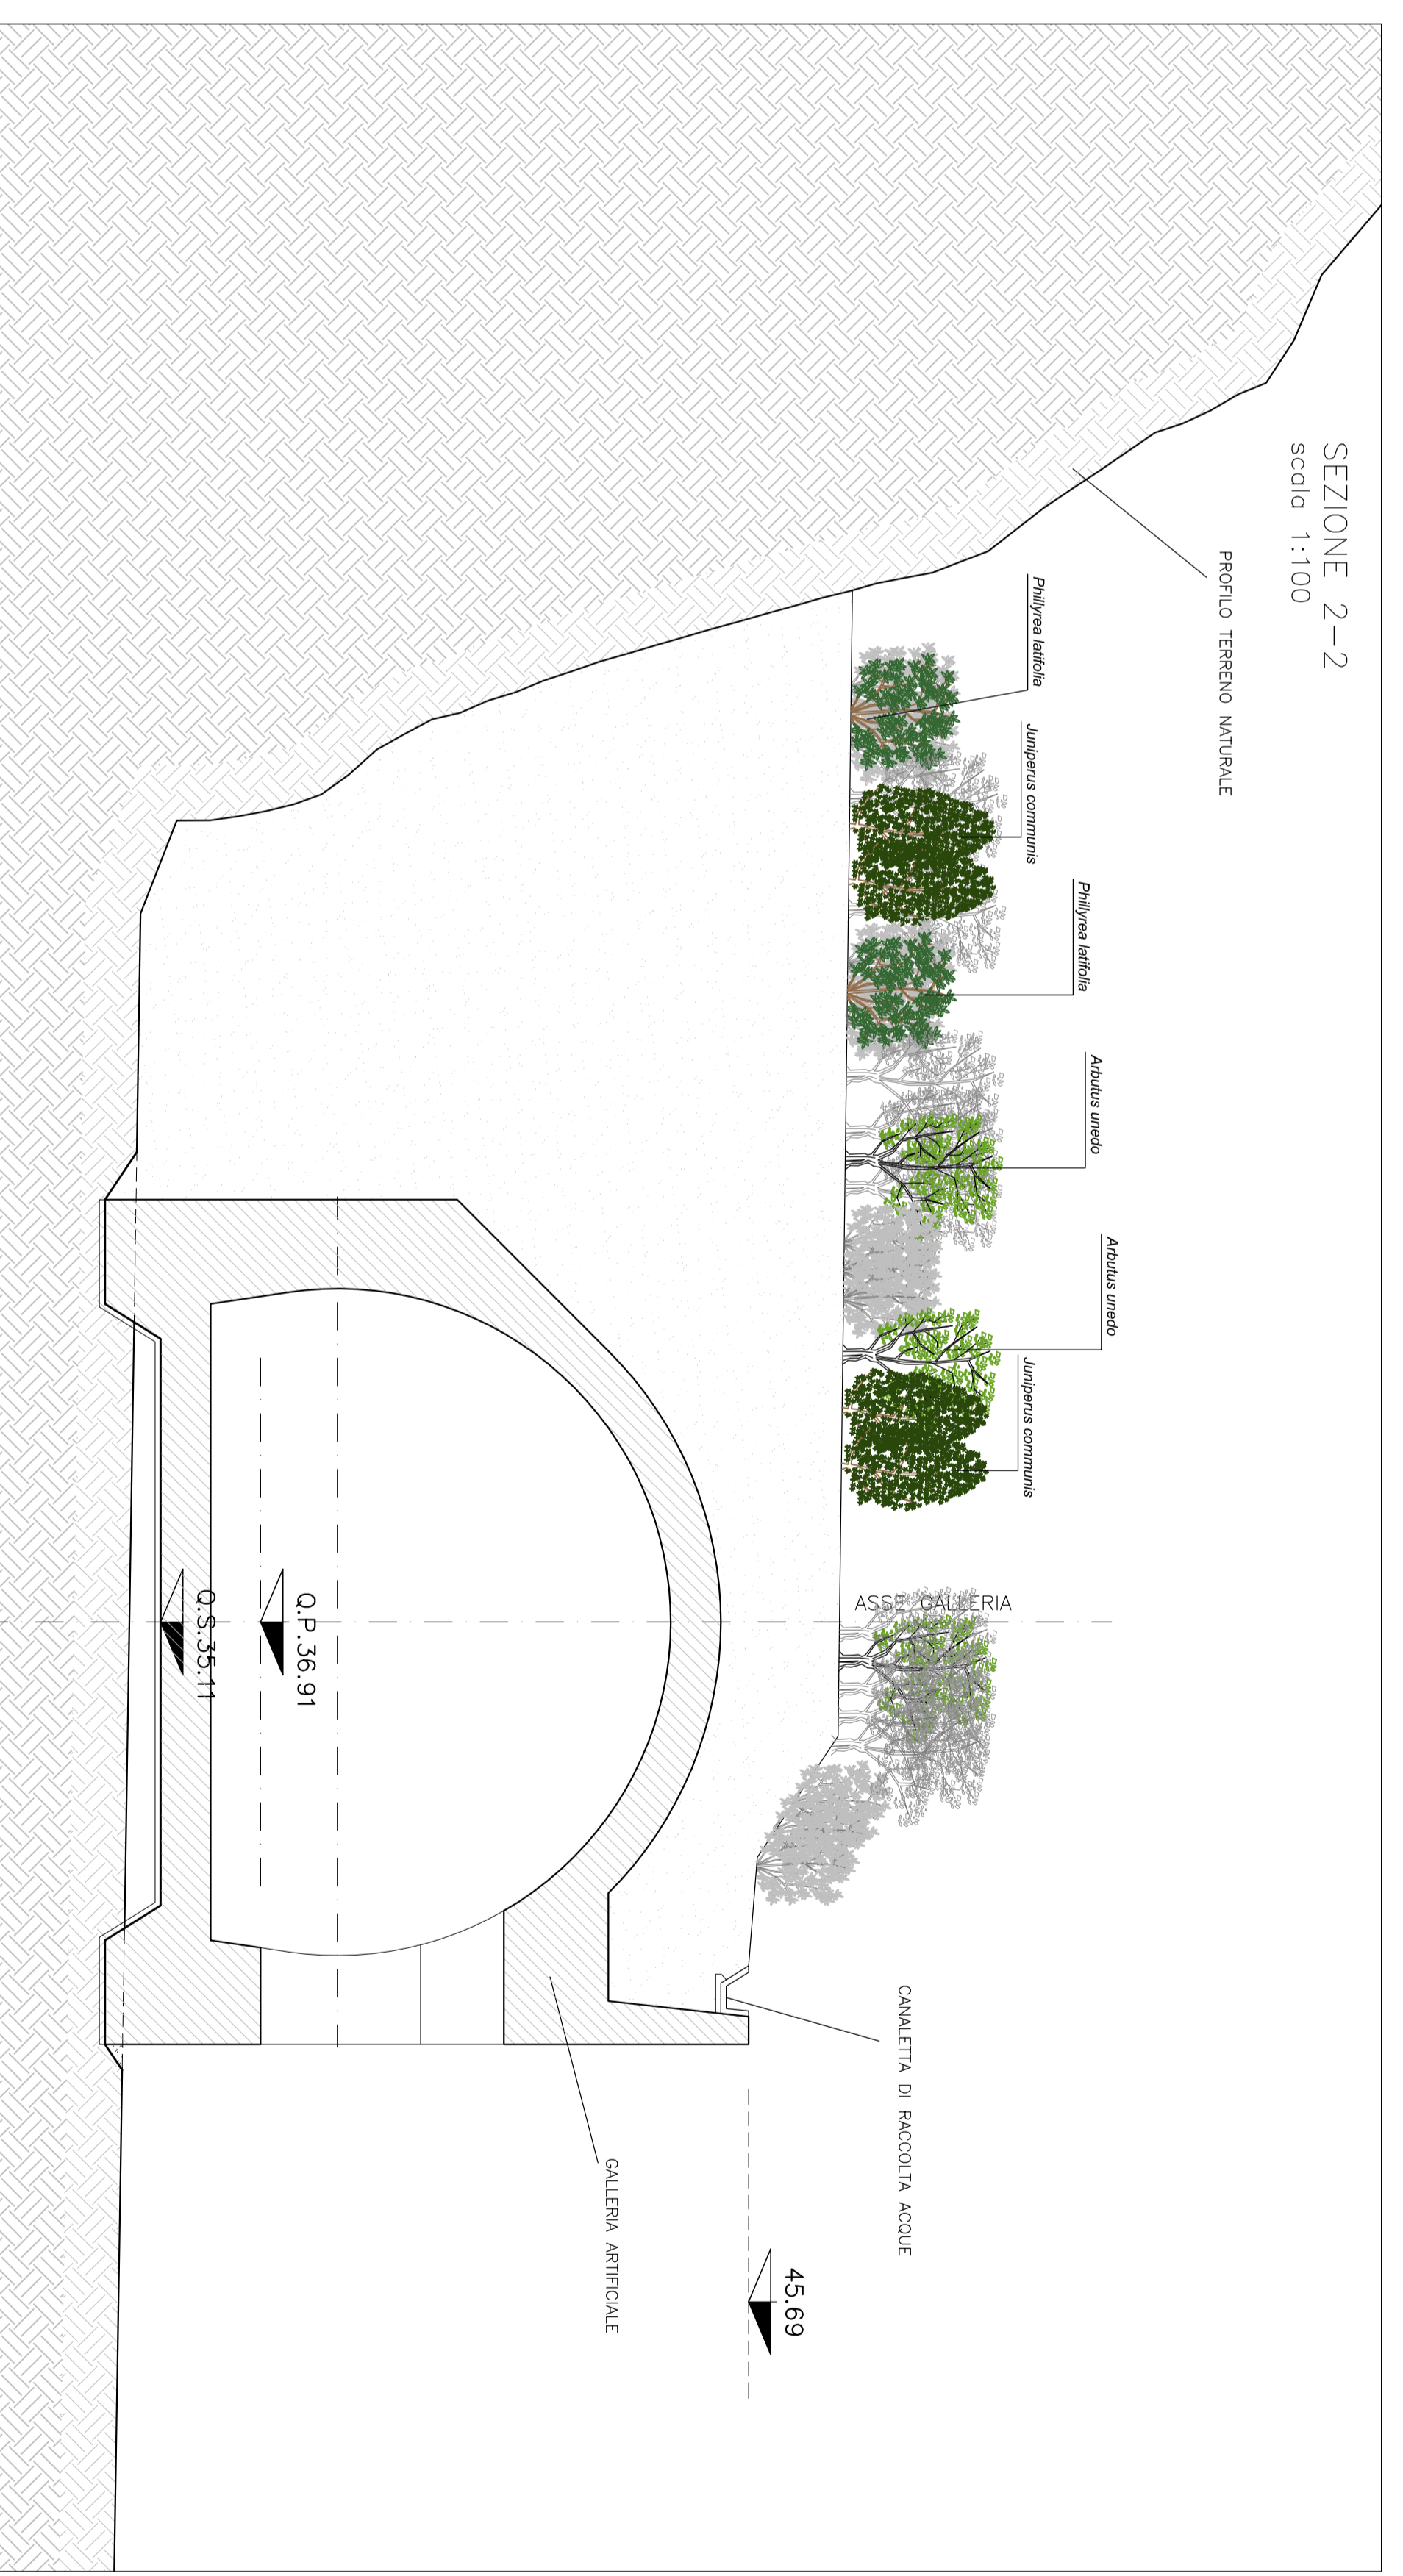 SEZIONE 2-2
scala 1:100
PROFILO TERRENO NATURALE
Phillyrea latifolia
Juniperus communis
Phillyrea latifolia
Arbutus unedo
Arbutus unedo
Juniperus communis
ASSE GALLERIA
CANALETTA DI RACCOLTA ACQUE
45.69
GALLERIA ARTIFICIALE
Q.P.36.91
Q.S.35.11